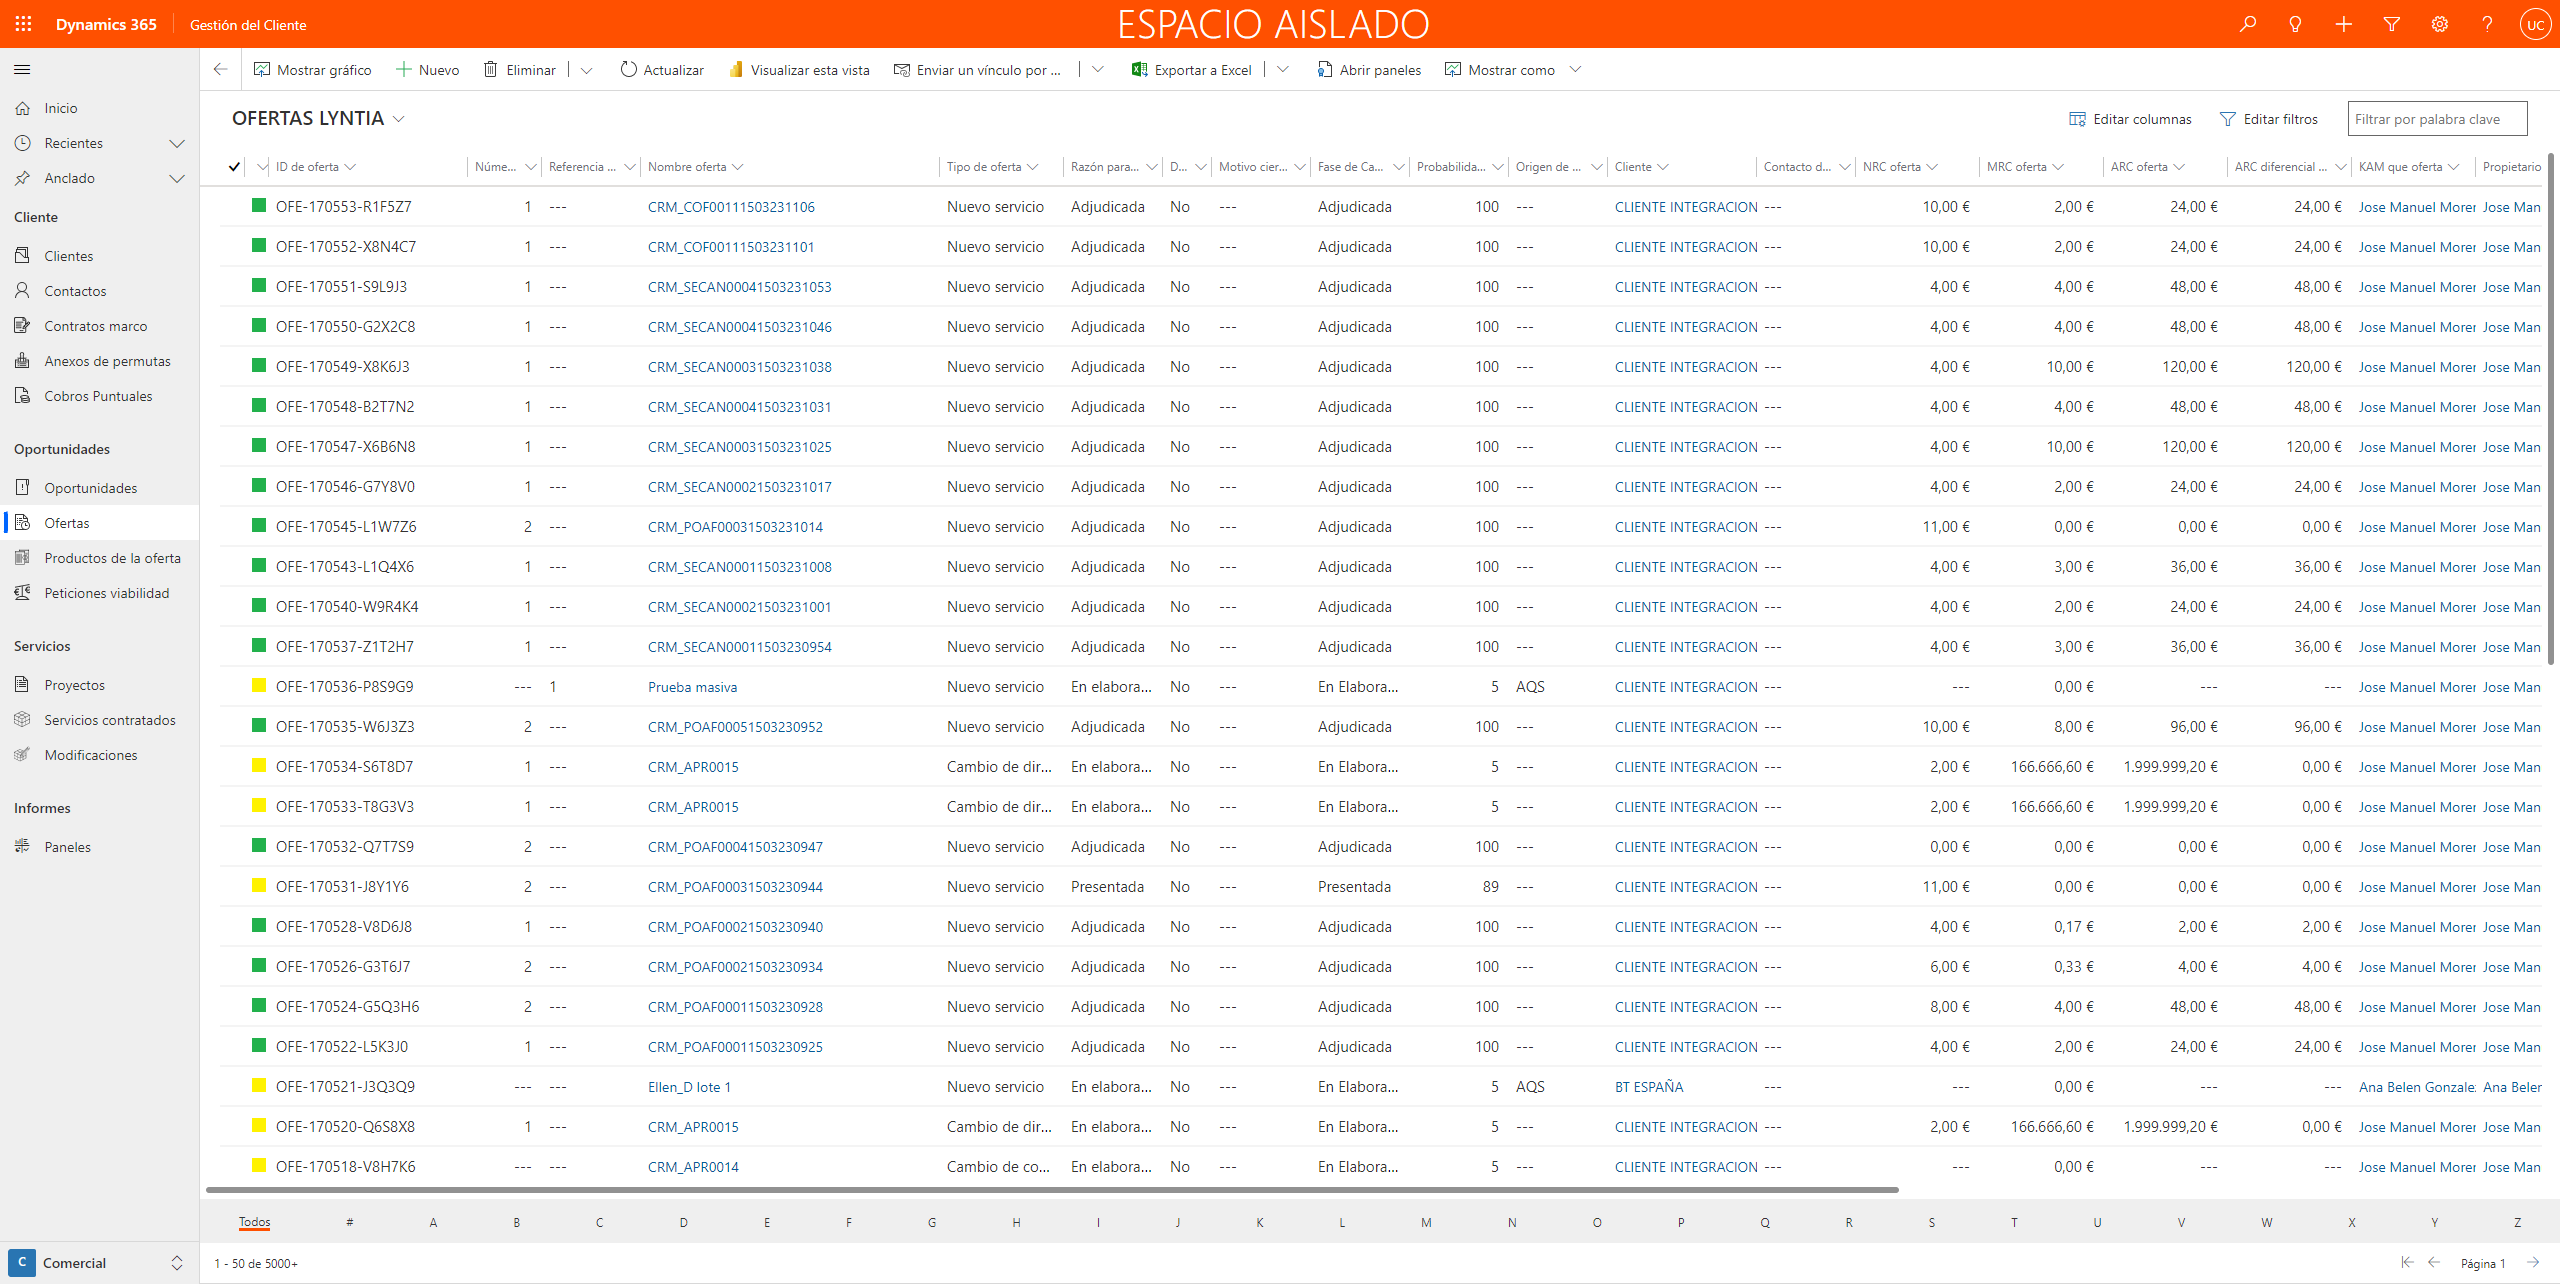 Dynamics 365 Gestión del Cliente ESPACIO AISLADO UC
Mostrar gráfico Nuevo Eliminar Actualizar Visualizar esta vista Enviar un vínculo por ... Exportar a Excel Abrir paneles Mostrar como
Inicio
Recientes
Anclado
Cliente
Clientes
Contactos
Contratos marco
Anexos de permutas
Cobros Puntuales
Oportunidades
Oportunidades
Ofertas
Productos de la oferta
Peticiones viabilidad
Servicios
Proyectos
Servicios contratados
Modificaciones
Informes
Paneles
C Comercial
OFERTAS LYNTIA Editar columnas Editar filtros Filtrar por palabra clave
ID de oferta Núme... Referencia ... Nombre oferta Tipo de oferta Razón para... D... Motivo cier... Fase de Ca... Probabilida... Origen de ... Cliente Contacto d... NRC oferta MRC oferta ARC oferta ARC diferencial ... KAM que oferta Propietario
OFE-170553-R1F5Z7 1 --- CRM_COF00111503231106 Nuevo servicio Adjudicada No --- Adjudicada 100 --- CLIENTE INTEGRACION --- 10,00 € 2,00 € 24,00 € 24,00 € Jose Manuel Morer Jose Man
OFE-170552-X8N4C7 1 --- CRM_COF00111503231101 Nuevo servicio Adjudicada No --- Adjudicada 100 --- CLIENTE INTEGRACION --- 10,00 € 2,00 € 24,00 € 24,00 € Jose Manuel Morer Jose Man
OFE-170551-S9L9J3 1 --- CRM_SECAN00041503231053 Nuevo servicio Adjudicada No --- Adjudicada 100 --- CLIENTE INTEGRACION --- 4,00 € 4,00 € 48,00 € 48,00 € Jose Manuel Morer Jose Man
OFE-170550-G2X2C8 1 --- CRM_SECAN00041503231046 Nuevo servicio Adjudicada No --- Adjudicada 100 --- CLIENTE INTEGRACION --- 4,00 € 4,00 € 48,00 € 48,00 € Jose Manuel Morer Jose Man
OFE-170549-X8K6J3 1 --- CRM_SECAN00031503231038 Nuevo servicio Adjudicada No --- Adjudicada 100 --- CLIENTE INTEGRACION --- 4,00 € 10,00 € 120,00 € 120,00 € Jose Manuel Morer Jose Man
OFE-170548-B2T7N2 1 --- CRM_SECAN00041503231031 Nuevo servicio Adjudicada No --- Adjudicada 100 --- CLIENTE INTEGRACION --- 4,00 € 4,00 € 48,00 € 48,00 € Jose Manuel Morer Jose Man
OFE-170547-X6B6N8 1 --- CRM_SECAN00031503231025 Nuevo servicio Adjudicada No --- Adjudicada 100 --- CLIENTE INTEGRACION --- 4,00 € 10,00 € 120,00 € 120,00 € Jose Manuel Morer Jose Man
OFE-170546-G7Y8V0 1 --- CRM_SECAN00021503231017 Nuevo servicio Adjudicada No --- Adjudicada 100 --- CLIENTE INTEGRACION --- 4,00 € 2,00 € 24,00 € 24,00 € Jose Manuel Morer Jose Man
OFE-170545-L1W7Z6 2 --- CRM_POAF00031503231014 Nuevo servicio Adjudicada No --- Adjudicada 100 --- CLIENTE INTEGRACION --- 11,00 € 0,00 € 0,00 € 0,00 € Jose Manuel Morer Jose Man
OFE-170543-L1Q4X6 1 --- CRM_SECAN00011503231008 Nuevo servicio Adjudicada No --- Adjudicada 100 --- CLIENTE INTEGRACION --- 4,00 € 3,00 € 36,00 € 36,00 € Jose Manuel Morer Jose Man
OFE-170540-W9R4K4 1 --- CRM_SECAN00021503231001 Nuevo servicio Adjudicada No --- Adjudicada 100 --- CLIENTE INTEGRACION --- 4,00 € 2,00 € 24,00 € 24,00 € Jose Manuel Morer Jose Man
OFE-170537-Z1T2H7 1 --- CRM_SECAN00011503230954 Nuevo servicio Adjudicada No --- Adjudicada 100 --- CLIENTE INTEGRACION --- 4,00 € 3,00 € 36,00 € 36,00 € Jose Manuel Morer Jose Man
OFE-170536-P8S9G9 --- 1 Prueba masiva Nuevo servicio En elabora... No --- En Elabora... 5 AQS CLIENTE INTEGRACION --- --- 0,00 € --- --- Jose Manuel Morer Jose Man
OFE-170535-W6J3Z3 2 --- CRM_POAF00051503230952 Nuevo servicio Adjudicada No --- Adjudicada 100 --- CLIENTE INTEGRACION --- 10,00 € 8,00 € 96,00 € 96,00 € Jose Manuel Morer Jose Man
OFE-170534-S6T8D7 1 --- CRM_APR0015 Cambio de dir... En elabora... No --- En Elabora... 5 --- CLIENTE INTEGRACION --- 2,00 € 166.666,60 € 1.999.999,20 € 0,00 € Jose Manuel Morer Jose Man
OFE-170533-T8G3V3 1 --- CRM_APR0015 Cambio de dir... En elabora... No --- En Elabora... 5 --- CLIENTE INTEGRACION --- 2,00 € 166.666,60 € 1.999.999,20 € 0,00 € Jose Manuel Morer Jose Man
OFE-170532-Q7T7S9 2 --- CRM_POAF00041503230947 Nuevo servicio Adjudicada No --- Adjudicada 100 --- CLIENTE INTEGRACION --- 0,00 € 0,00 € 0,00 € 0,00 € Jose Manuel Morer Jose Man
OFE-170531-J8Y1Y6 2 --- CRM_POAF00031503230944 Nuevo servicio Presentada No --- Presentada 89 --- CLIENTE INTEGRACION --- 11,00 € 0,00 € 0,00 € 0,00 € Jose Manuel Morer Jose Man
OFE-170528-V8D6J8 1 --- CRM_POAF00021503230940 Nuevo servicio Adjudicada No --- Adjudicada 100 --- CLIENTE INTEGRACION --- 4,00 € 0,17 € 2,00 € 2,00 € Jose Manuel Morer Jose Man
OFE-170526-G3T6J7 2 --- CRM_POAF00021503230934 Nuevo servicio Adjudicada No --- Adjudicada 100 --- CLIENTE INTEGRACION --- 6,00 € 0,33 € 4,00 € 4,00 € Jose Manuel Morer Jose Man
OFE-170524-G5Q3H6 2 --- CRM_POAF00011503230928 Nuevo servicio Adjudicada No --- Adjudicada 100 --- CLIENTE INTEGRACION --- 8,00 € 4,00 € 48,00 € 48,00 € Jose Manuel Morer Jose Man
OFE-170522-L5K3J0 1 --- CRM_POAF00011503230925 Nuevo servicio Adjudicada No --- Adjudicada 100 --- CLIENTE INTEGRACION --- 4,00 € 2,00 € 24,00 € 24,00 € Jose Manuel Morer Jose Man
OFE-170521-J3Q3Q9 --- --- Ellen_D lote 1 Nuevo servicio En elabora... No --- En Elabora... 5 AQS BT ESPAÑA --- --- 0,00 € --- --- Ana Belen Gonzale: Ana Beler
OFE-170520-Q6S8X8 1 --- CRM_APR0015 Cambio de dir... En elabora... No --- En Elabora... 5 --- CLIENTE INTEGRACION --- 2,00 € 166.666,60 € 1.999.999,20 € 0,00 € Jose Manuel Morer Jose Man
OFE-170518-V8H7K6 --- --- CRM_APR0014 Cambio de co... En elabora... No --- En Elabora... 5 --- CLIENTE INTEGRACION --- --- 0,00 € --- --- Jose Manuel Morer Jose Man
Todos # A B C D E F G H I J K L M N O P Q R S T U V W X Y Z
1 - 50 de 5000+ Página 1